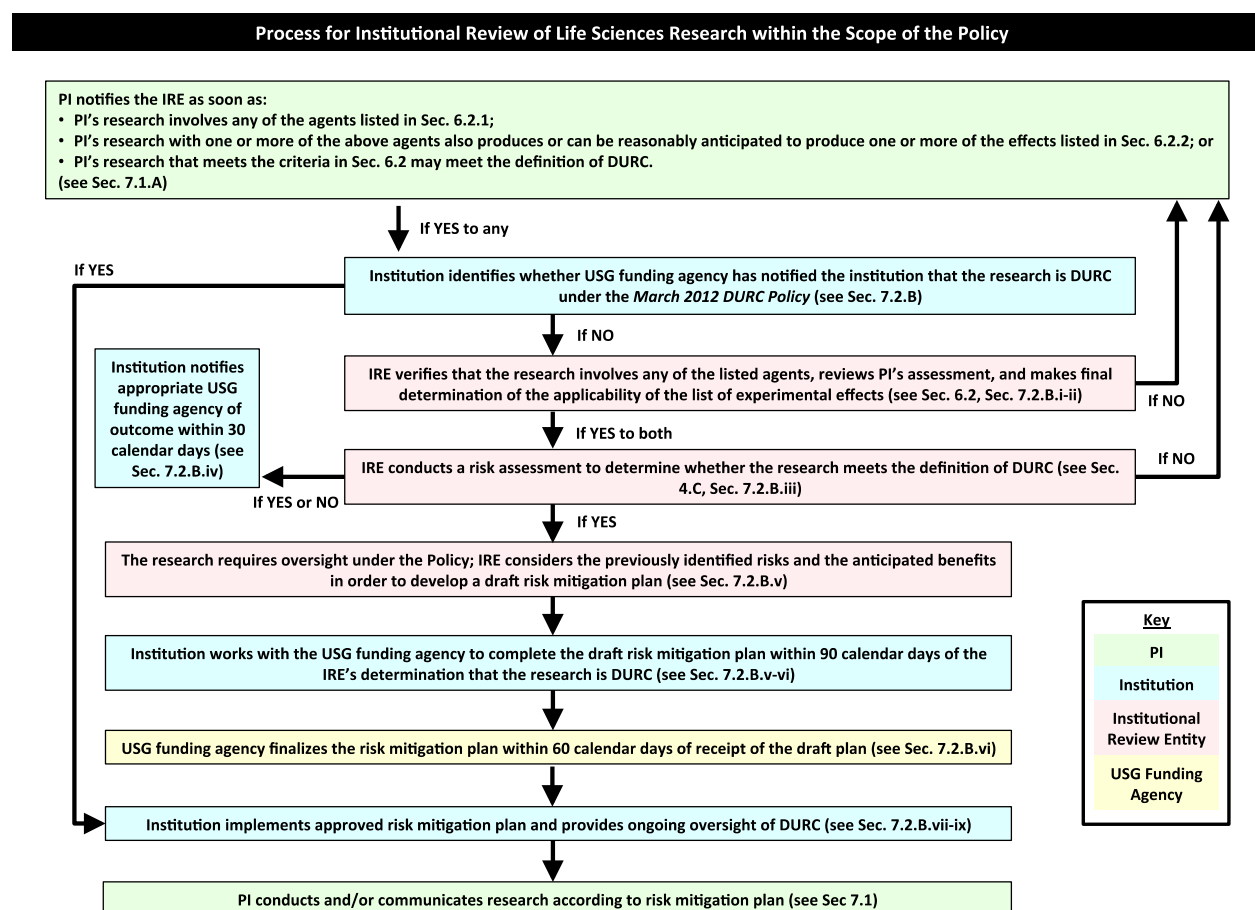 Process for Institutional Review of Life Sciences Research within the Scope of the Policy
PI notifies the IRE as soon as:
• PI's research involves any of the agents listed in Sec. 6.2.1;
• PI's research with one or more of the above agents also produces or can be reasonably anticipated to produce one or more of the effects listed in Sec. 6.2.2; or
• PI's research that meets the criteria in Sec. 6.2 may meet the definition of DURC.
(see Sec. 7.1.A)
If YES to any
If YES
Institution identifies whether USG funding agency has notified the institution that the research is DURC
under the March 2012 DURC Policy (see Sec. 7.2.B)
If NO
Institution notifies
appropriate USG
funding agency of
outcome within 30
calendar days (see
Sec. 7.2.B.iv)
IRE verifies that the research involves any of the listed agents, reviews PI's assessment, and makes final
determination of the applicability of the list of experimental effects (see Sec. 6.2, Sec. 7.2.B.i-ii)
If NO
If YES to both
IRE conducts a risk assessment to determine whether the research meets the definition of DURC (see Sec.
4.C, Sec. 7.2.B.iii)
If NO
If YES or NO
If YES
The research requires oversight under the Policy; IRE considers the previously identified risks and the anticipated benefits
in order to develop a draft risk mitigation plan (see Sec. 7.2.B.v)
Institution works with the USG funding agency to complete the draft risk mitigation plan within 90 calendar days of the
IRE's determination that the research is DURC (see Sec. 7.2.B.v-vi)
USG funding agency finalizes the risk mitigation plan within 60 calendar days of receipt of the draft plan (see Sec. 7.2.B.vi)
Institution implements approved risk mitigation plan and provides ongoing oversight of DURC (see Sec. 7.2.B.vii-ix)
PI conducts and/or communicates research according to risk mitigation plan (see Sec 7.1)
Key
PI
Institution
Institutional
Review Entity
USG Funding
Agency